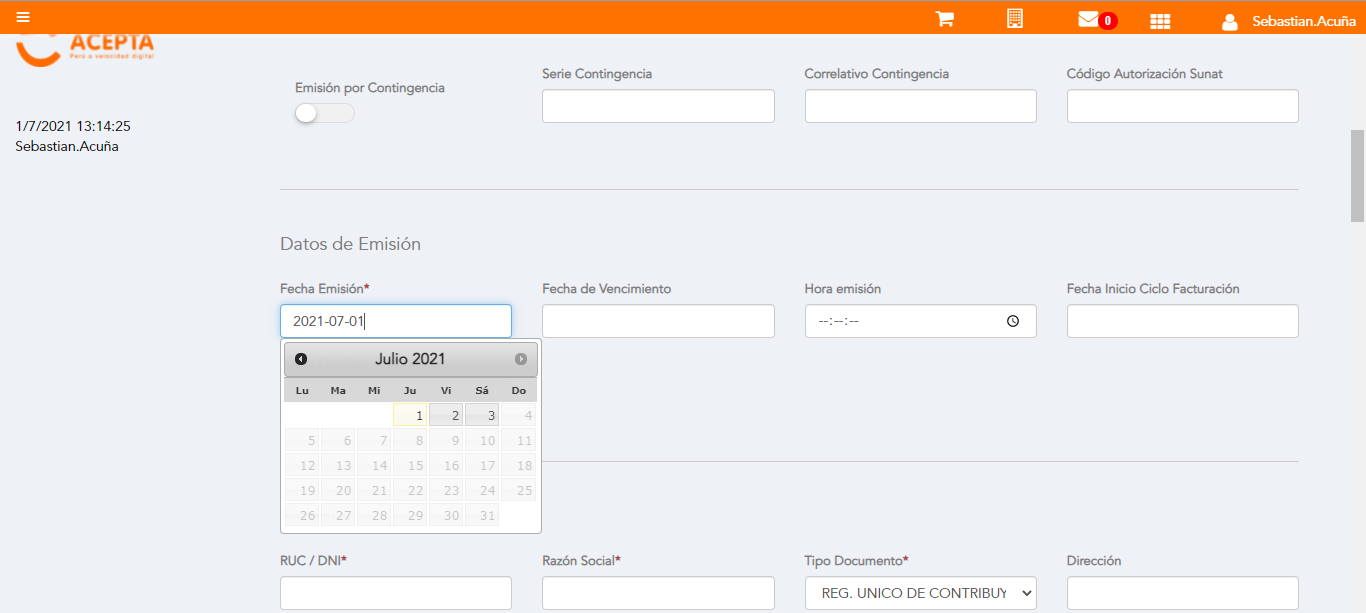 0
Sebastian.Acuña
ACEPTA
Perú a velocidad digital
1/7/2021 13:14:25
Sebastian.Acuña
Emisión por Contingencia
Serie Contingencia
Correlativo Contingencia
Código Autorización Sunat
Datos de Emisión
Fecha Emisión*
Fecha de Vencimiento
Hora emisión
Fecha Inicio Ciclo Facturación
2021-07-01
--:--:--
Julio 2021
Lu Ma Mi Ju Vi Sá Do
1 2 3 4
5 6 7 8 9 10 11
12 13 14 15 16 17 18
19 20 21 22 23 24 25
26 27 28 29 30 31
RUC / DNI*
Razón Social*
Tipo Documento*
Dirección
REG. UNICO DE CONTRIBUY